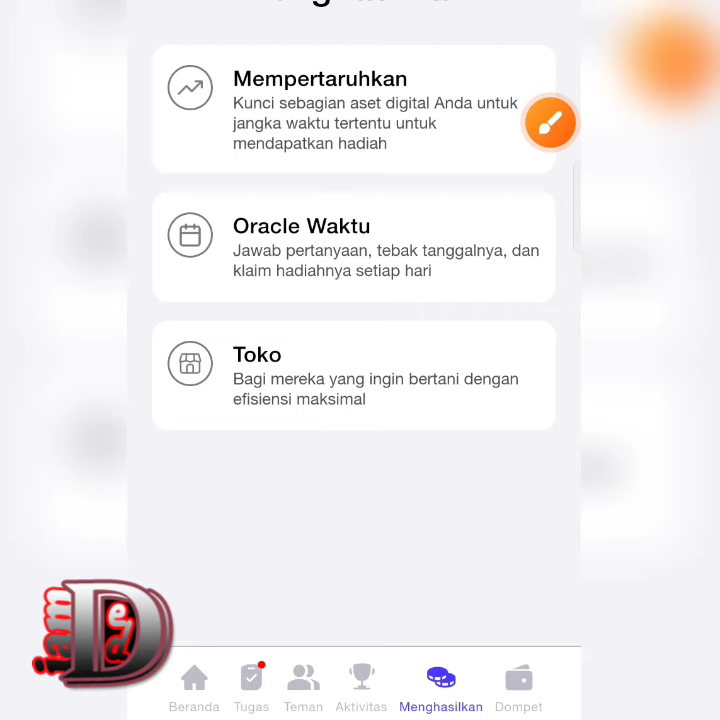 Mempertaruhkan
Kunci sebagian aset digital Anda untuk
jangka waktu tertentu untuk
mendapatkan hadiah
Oracle Waktu
Jawab pertanyaan, tebak tanggalnya, dan
klaim hadiahnya setiap hari
Toko
Bagi mereka yang ingin bertani dengan
efisiensi maksimal
Beranda Tugas Teman Aktivitas Menghasilkan Dompet